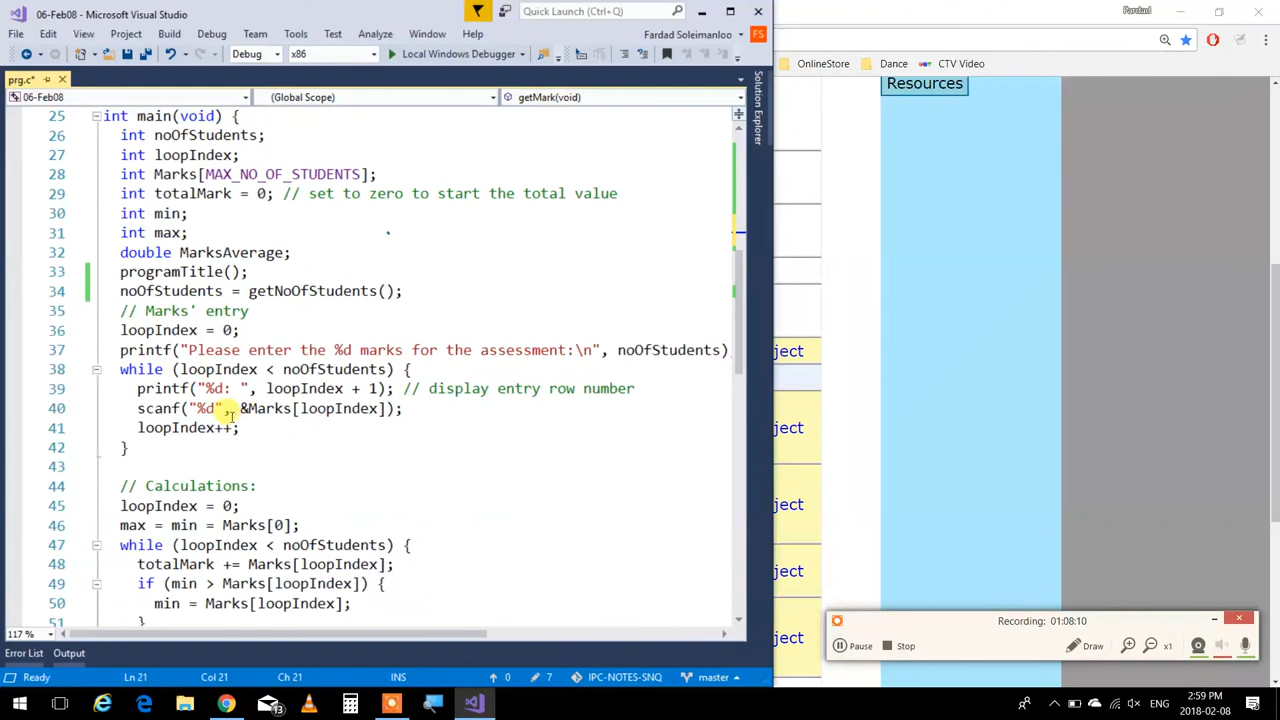 06-Feb08 - Microsoft Visual Studio
Quick Launch (Ctrl+Q)
File Edit View Project Build Debug Team Tools Test Analyze Window Help
Fardad Soleimanloo FS
Debug x86 Local Windows Debugger
prg.c*
06-Feb08 (Global Scope) getMark(void)
25 int main(void) {
26 int noOfStudents;
27 int loopIndex;
28 int Marks[MAX_NO_OF_STUDENTS];
29 int totalMark = 0; // set to zero to start the total value
30 int min;
31 int max;
32 double MarksAverage;
33 programTitle();
34 noOfStudents = getNoOfStudents();
35 // Marks' entry
36 loopIndex = 0;
37 printf("Please enter the %d marks for the assessment:\n", noOfStudents)
38 while (loopIndex < noOfStudents) {
39 printf("%d: ", loopIndex + 1); // display entry row number
40 scanf("%d", &Marks[loopIndex]);
41 loopIndex++;
42 }
43
44 // Calculations:
45 loopIndex = 0;
46 max = min = Marks[0];
47 while (loopIndex < noOfStudents) {
48 totalMark += Marks[loopIndex];
49 if (min > Marks[loopIndex]) {
50 min = Marks[loopIndex];
51 }
117 %
Error List Output
Ready Ln 21 Col 21 Ch 21 INS 0 7 IPC-NOTES-SNQ master
Solution Explorer
Fardad
OnlineStore Dance CTV Video
Resources
ject
ject
ject
ject
ject
Recording: 01:08:10
Pause Stop Draw x1
13
ENG
2:59 PM
2018-02-08